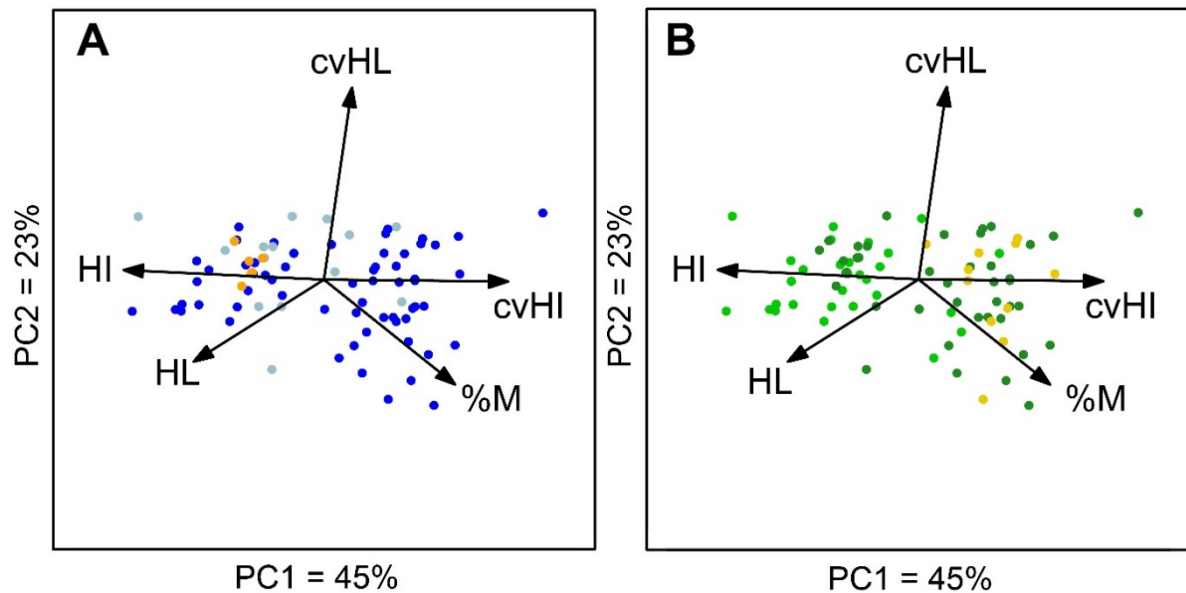 A
cvHL
HI
cvHI
HL
%M
PC2 = 23%
PC1 = 45%
B
cvHL
HI
cvHI
HL
%M
PC2 = 23%
PC1 = 45%